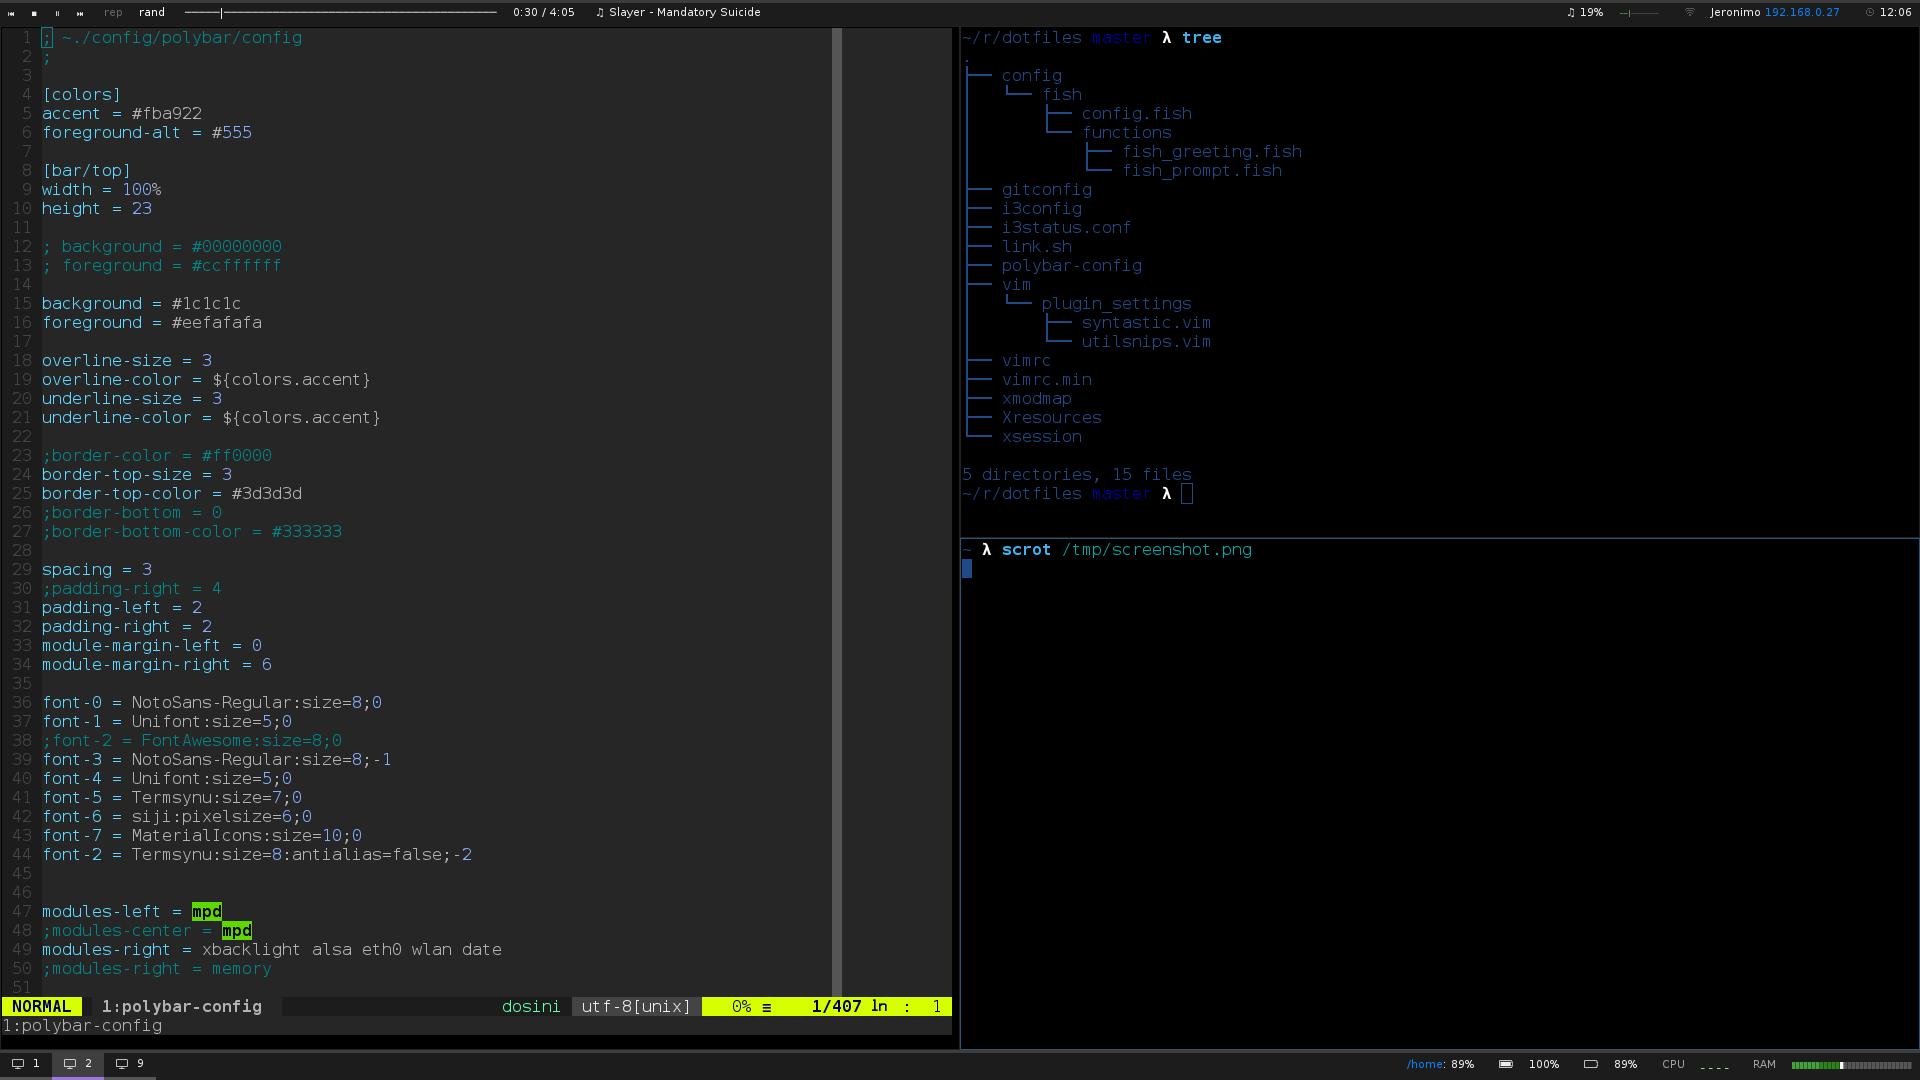 rep rand 0:30 / 4:05 ♫ Slayer - Mandatory Suicide ♫ 19% Jeronimo 192.168.0.27 12:06
1 ; ~./config/polybar/config
2 ;
3
4 [colors]
5 accent = #fba922
6 foreground-alt = #555
7
8 [bar/top]
9 width = 100%
10 height = 23
11
12 ; background = #00000000
13 ; foreground = #ccffffff
14
15 background = #1c1c1c
16 foreground = #eefafafa
17
18 overline-size = 3
19 overline-color = ${colors.accent}
20 underline-size = 3
21 underline-color = ${colors.accent}
22
23 ;border-color = #ff0000
24 border-top-size = 3
25 border-top-color = #3d3d3d
26 ;border-bottom = 0
27 ;border-bottom-color = #333333
28
29 spacing = 3
30 ;padding-right = 4
31 padding-left = 2
32 padding-right = 2
33 module-margin-left = 0
34 module-margin-right = 6
35
36 font-0 = NotoSans-Regular:size=8;0
37 font-1 = Unifont:size=5;0
38 ;font-2 = FontAwesome:size=8;0
39 font-3 = NotoSans-Regular:size=8;-1
40 font-4 = Unifont:size=5;0
41 font-5 = Termsynu:size=7;0
42 font-6 = siji:pixelsize=6;0
43 font-7 = MaterialIcons:size=10;0
44 font-2 = Termsynu:size=8:antialias=false;-2
45
46
47 modules-left = mpd
48 ;modules-center = mpd
49 modules-right = xbacklight alsa eth0 wlan date
50 ;modules-right = memory
51
NORMAL 1:polybar-config dosini utf-8[unix] 0% ≡ 1/407 ln : 1
1:polybar-config
~/r/dotfiles master λ tree
.
├── config
│   └── fish
│       ├── config.fish
│       └── functions
│           ├── fish_greeting.fish
│           └── fish_prompt.fish
├── gitconfig
├── i3config
├── i3status.conf
├── link.sh
├── polybar-config
├── vim
│   └── plugin_settings
│       ├── syntastic.vim
│       └── utilsnips.vim
├── vimrc
├── vimrc.min
├── xmodmap
├── Xresources
└── xsession
5 directories, 15 files
~/r/dotfiles master λ
~ λ scrot /tmp/screenshot.png
1 2 9 /home: 89% 100% 89% CPU RAM